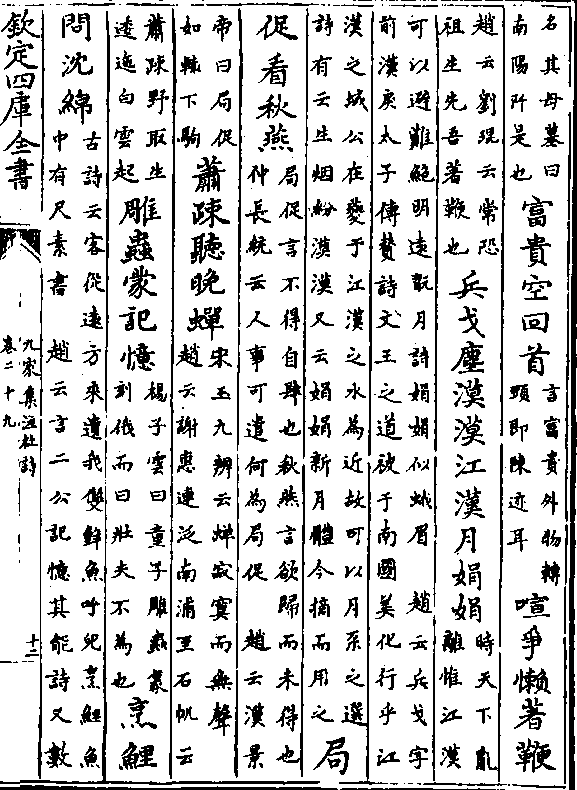 名其母墓曰
南陽阡是也
富貴空回首
言富貴外物轉
頭即陳迹耳
喧爭懶著鞭
趙云劉琨云常恐
祖生先吾著鞭也
兵戈塵漠漠江漢月娟娟
時天下亂
離惟江漢
可以避難鮑明遠翫月詩娟娟似蛾眉 趙云兵戈字
前漢戾太子傳贊詩文王之道被于南國美化行乎江
漢之城公在夔于江漢之水為近故可以月系之選
詩有云生烟紛漠漠又云娟娟新月體今摘而用之
局
促看秋燕
局促言不得自肆也秋燕言欲歸而未得也
仲長統云人事可遺何為局促 趙云漢景
帝曰局促
如轅下駒
蕭疎聽晚蟬
宋玉九辨云蟬寂寞而無聲
趙云謝惠連泛南浦至石帆云
蕭疎野趣生
逶迤白雲起
雕蟲蒙記憶
楊子雲曰童子雕蟲篆
刻俄而曰壯夫不為也
烹鯉
問沈綿
古詩云客從遠方來遺我雙鮮魚呼兒烹鯉魚
中有尺素書 趙云言二公記憶其能詩又數
欽定四庫全書
九家集注杜詩
卷二十九
十二